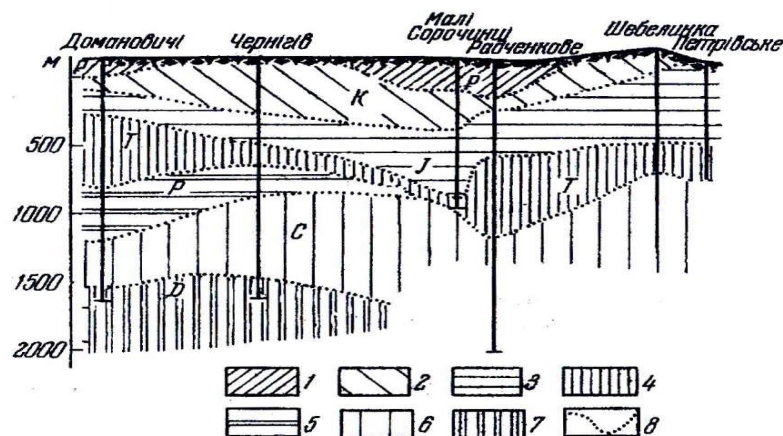 Малі
Сорочинці
Домановичі
Чернігів
Радченкове
Шебелинка
Петрівське
м
P
P
K
500
T
J
T
P
1000
C
1500
D
2000
1
2
3
4
5
6
7
8